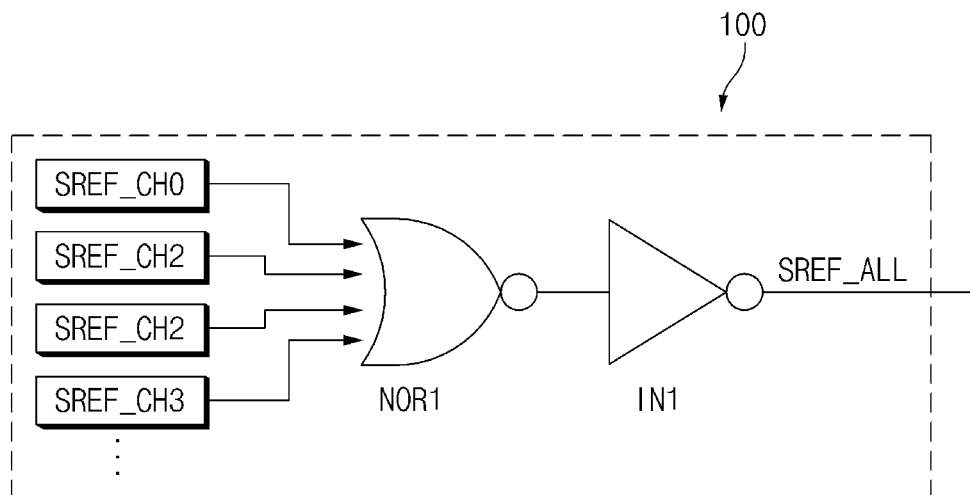 100
SREF_CH0
SREF_CH2
SREF_CH2
SREF_CH3
NOR1
IN1
SREF_ALL